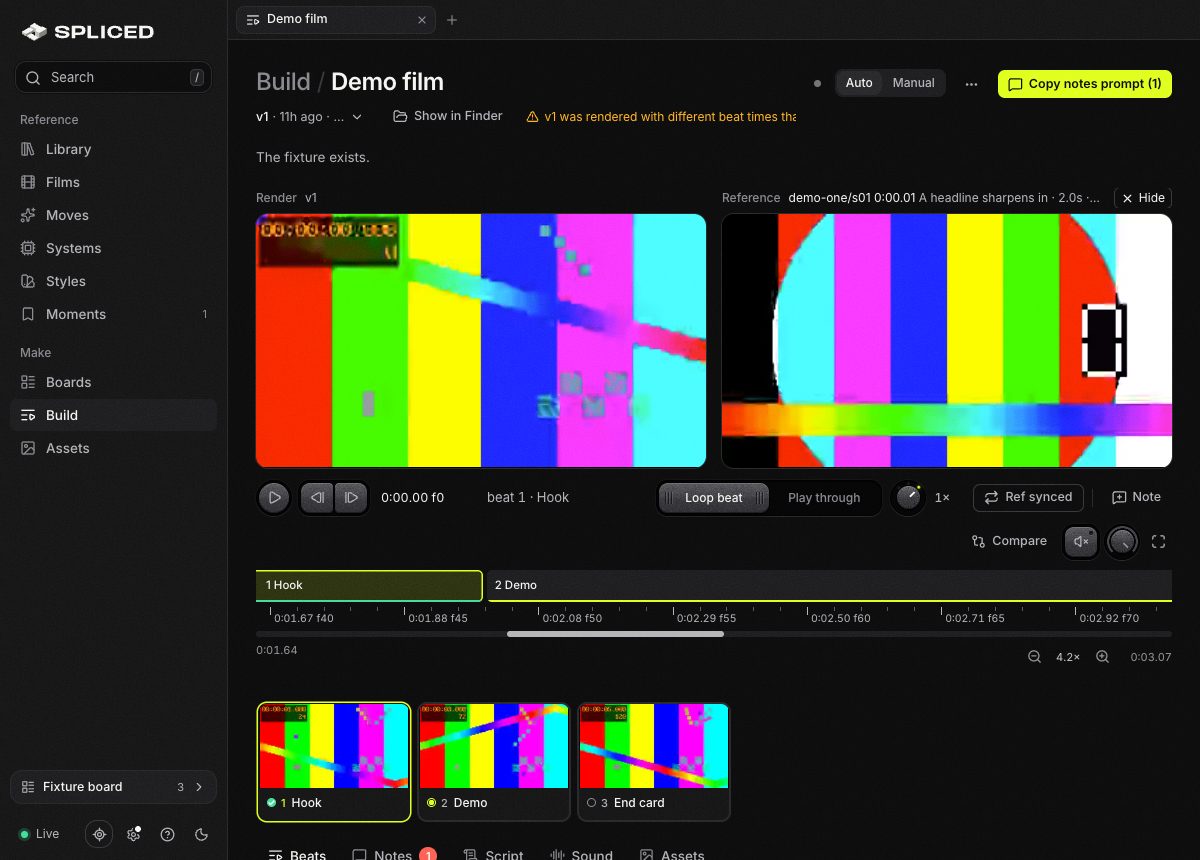 SPLICED
Demo film
Search /
Reference
Library
Films
Moves
Systems
Styles
Moments 1
Make
Boards
Build
Assets
Fixture board 3
Live
Build / Demo film
Auto Manual
Copy notes prompt (1)
v1 · 11h ago · ...
Show in Finder
v1 was rendered with different beat times tha
The fixture exists.
Render v1
Reference demo-one/s01 0:00.01 A headline sharpens in · 2.0s ·...
Hide
0:00.00 f0
beat 1 · Hook
Loop beat
Play through
1×
Ref synced
Note
Compare
1 Hook
2 Demo
0:01.67 f40 0:01.88 f45 0:02.08 f50 0:02.29 f55 0:02.50 f60 0:02.71 f65 0:02.92 f70
0:01.64
4.2×
0:03.07
1 Hook
2 Demo
3 End card
Beats
Notes 1
Script
Sound
Assets